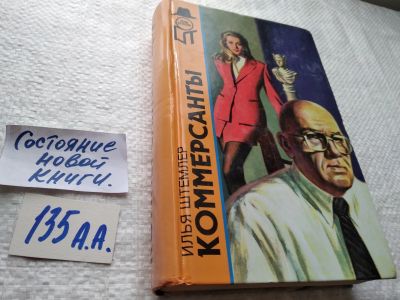 Состояние
новой
книги.
135 А.А.
ИЛЬЯ ШТЕМЛЕР
КОММЕРСАНТЫ